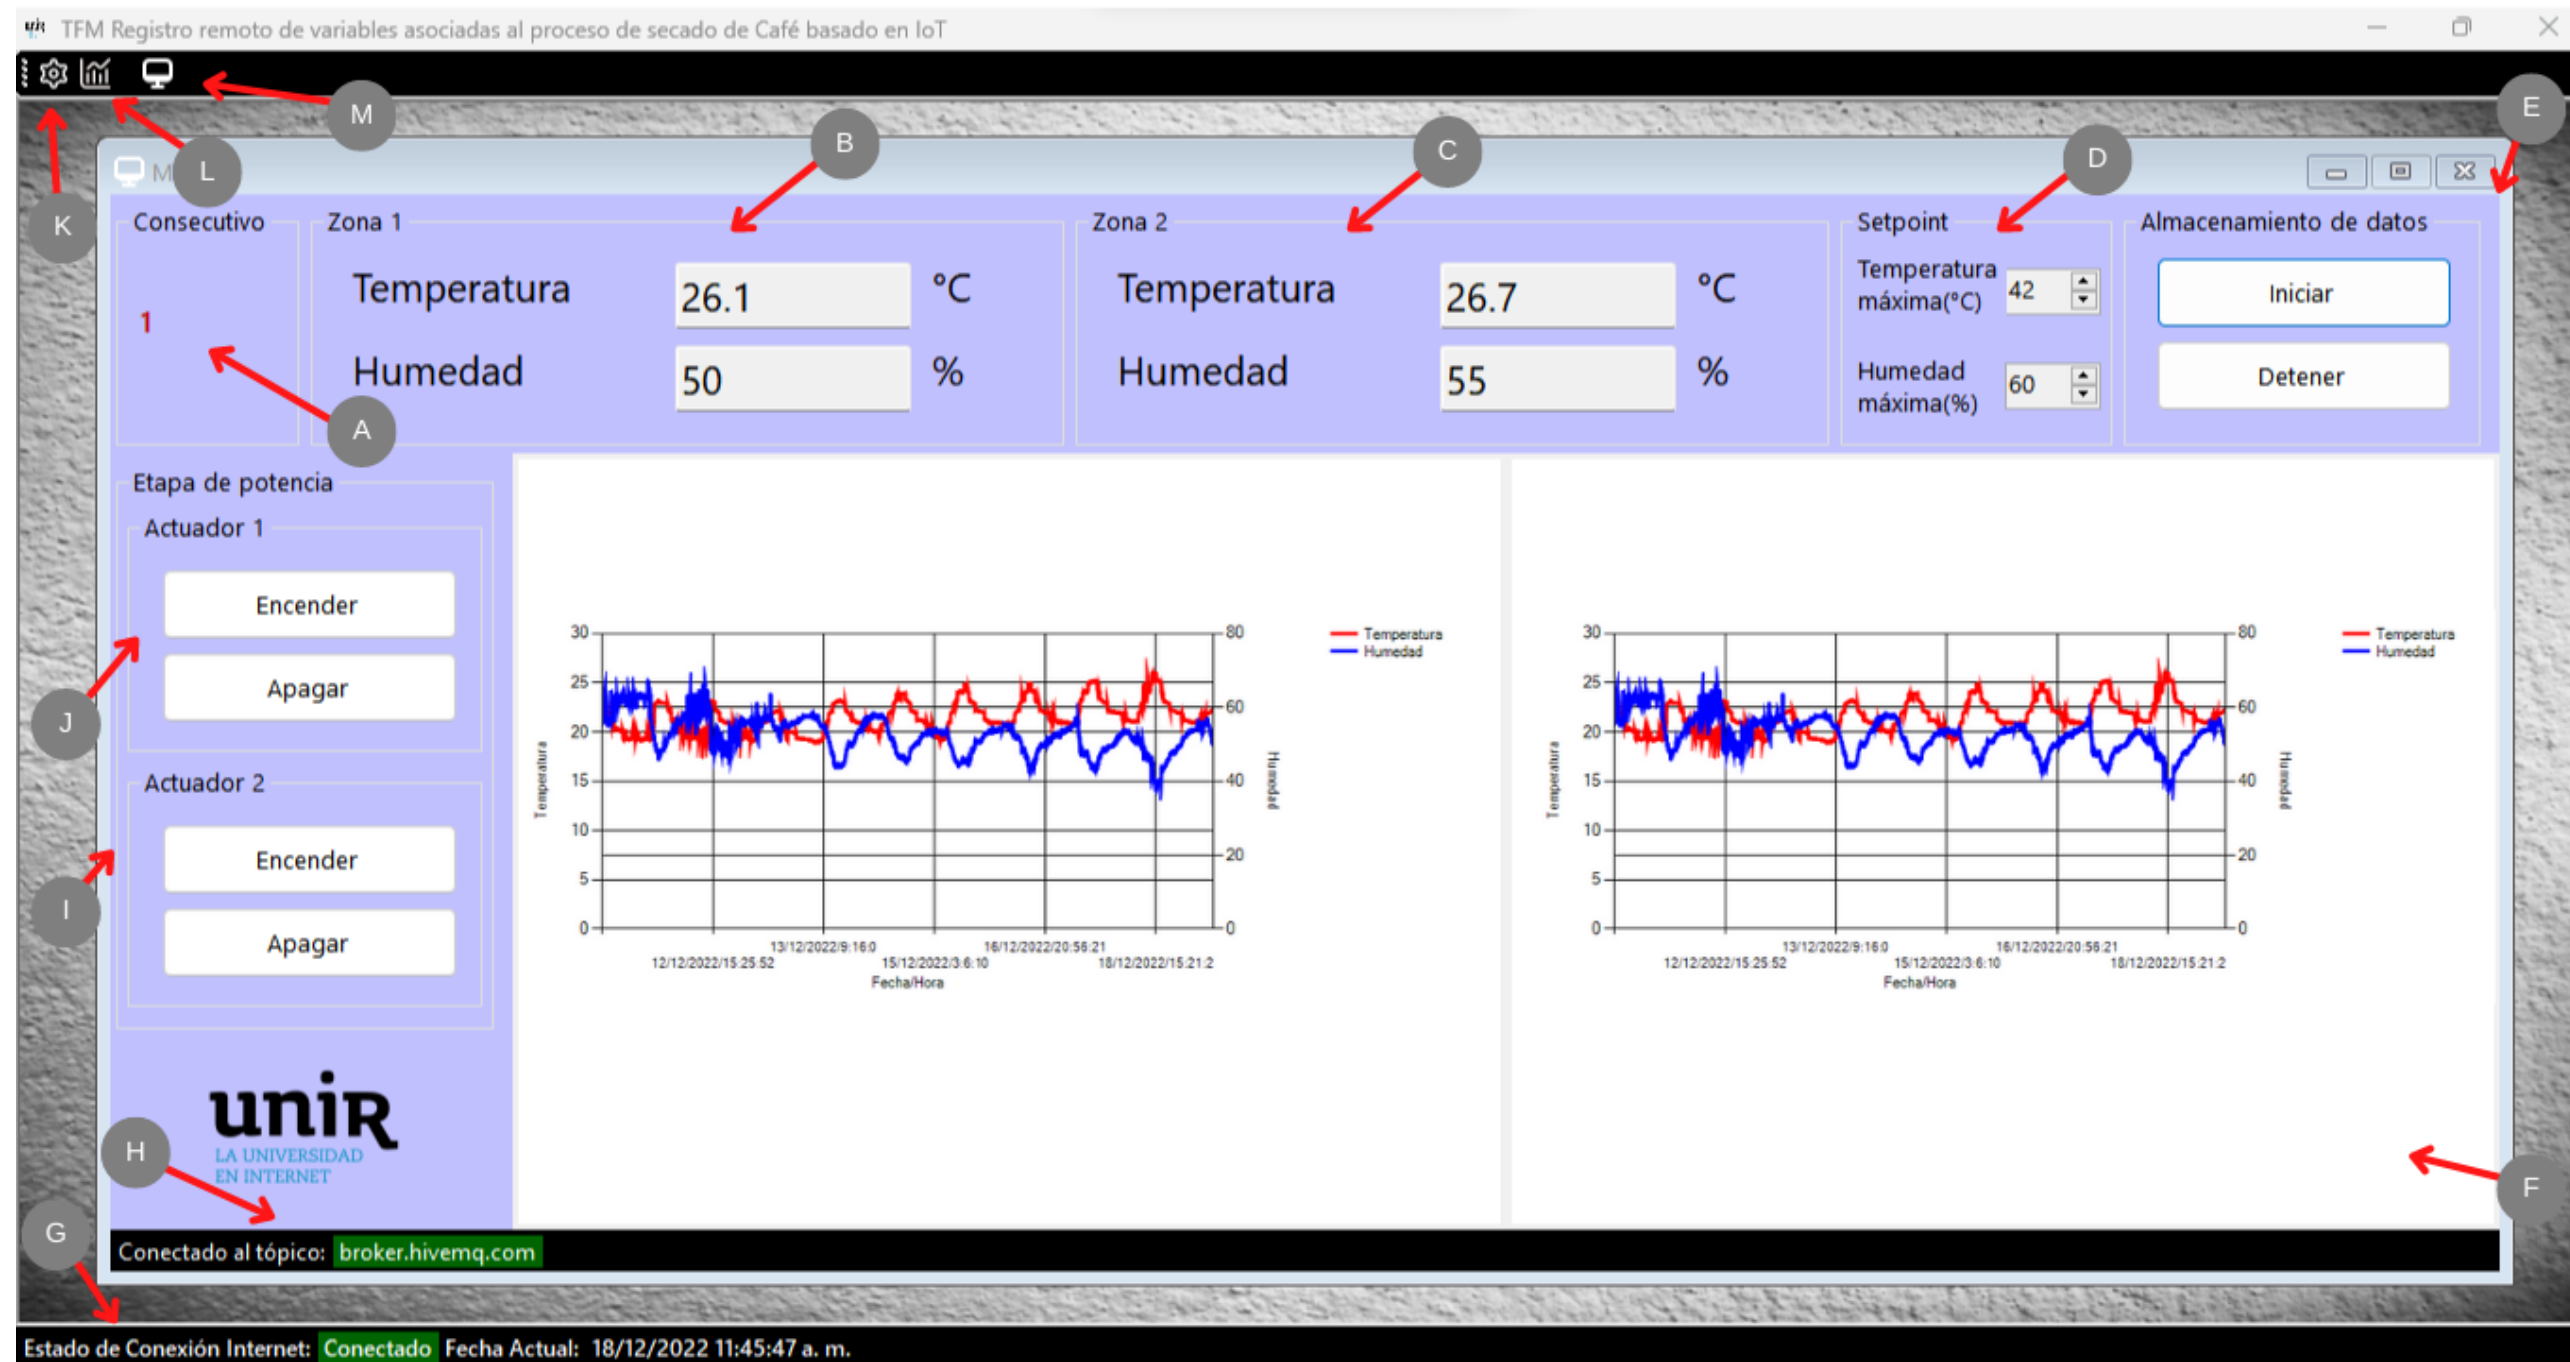 TFM Registro remoto de variables asociadas al proceso de secado de Café basado en IoT
M
E
B
C
D
L
M
K
Consecutivo
1
A
Zona 1
Temperatura 26.1 °C
Humedad 50 %
Zona 2
Temperatura 26.7 °C
Humedad 55 %
Setpoint
Temperatura
máxima(°C) 42
Humedad
máxima(%) 60
Almacenamiento de datos
Iniciar
Detener
Etapa de potencia
Actuador 1
Encender
Apagar
J
Actuador 2
Encender
Apagar
I
30
25
20
15
10
5
0
Temperatura
80
60
40
20
0
Humedad
Temperatura
Humedad
13/12/2022/9:16:0 16/12/2022/20:56:21
12/12/2022/15:25:52 15/12/2022/3:6:10 18/12/2022/15:21:2
Fecha/Hora
30
25
20
15
10
5
0
Temperatura
80
60
40
20
0
Humedad
Temperatura
Humedad
13/12/2022/9:16:0 16/12/2022/20:56:21
12/12/2022/15:25:52 15/12/2022/3:6:10 18/12/2022/15:21:2
Fecha/Hora
F
uniR
LA UNIVERSIDAD
EN INTERNET
H
G
Conectado al tópico: broker.hivemq.com
Estado de Conexión Internet: Conectado Fecha Actual: 18/12/2022 11:45:47 a. m.